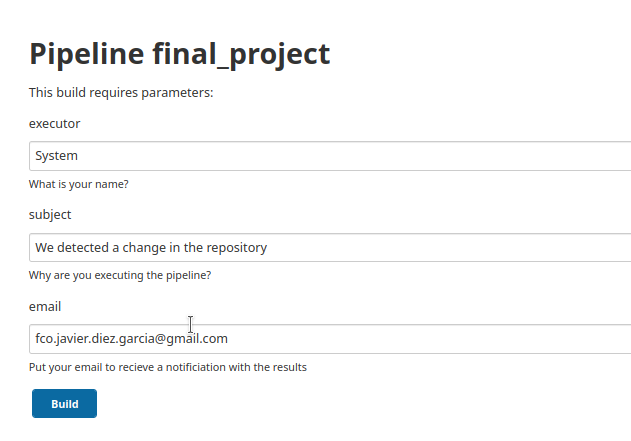 Pipeline final_project
This build requires parameters:
executor
System
What is your name?
subject
We detected a change in the repository
Why are you executing the pipeline?
email
fco.javier.diez.garcia@gmail.com
Put your email to recieve a notificiation with the results
Build